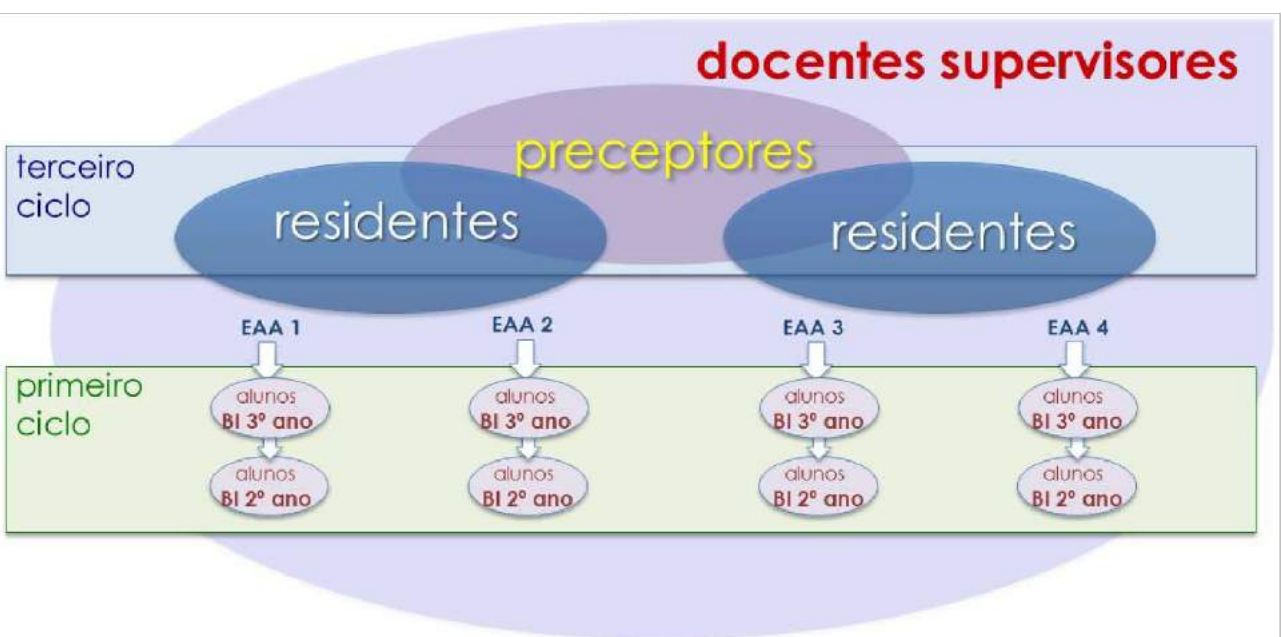 docentes supervisores
preceptores
terceiro
ciclo
residentes
residentes
EAA 1
EAA 2
EAA 3
EAA 4
primeiro
ciclo
alunos
BI 3º ano
alunos
BI 3º ano
alunos
BI 3º ano
alunos
BI 3º ano
alunos
BI 2º ano
alunos
BI 2º ano
alunos
BI 2º ano
alunos
BI 2º ano